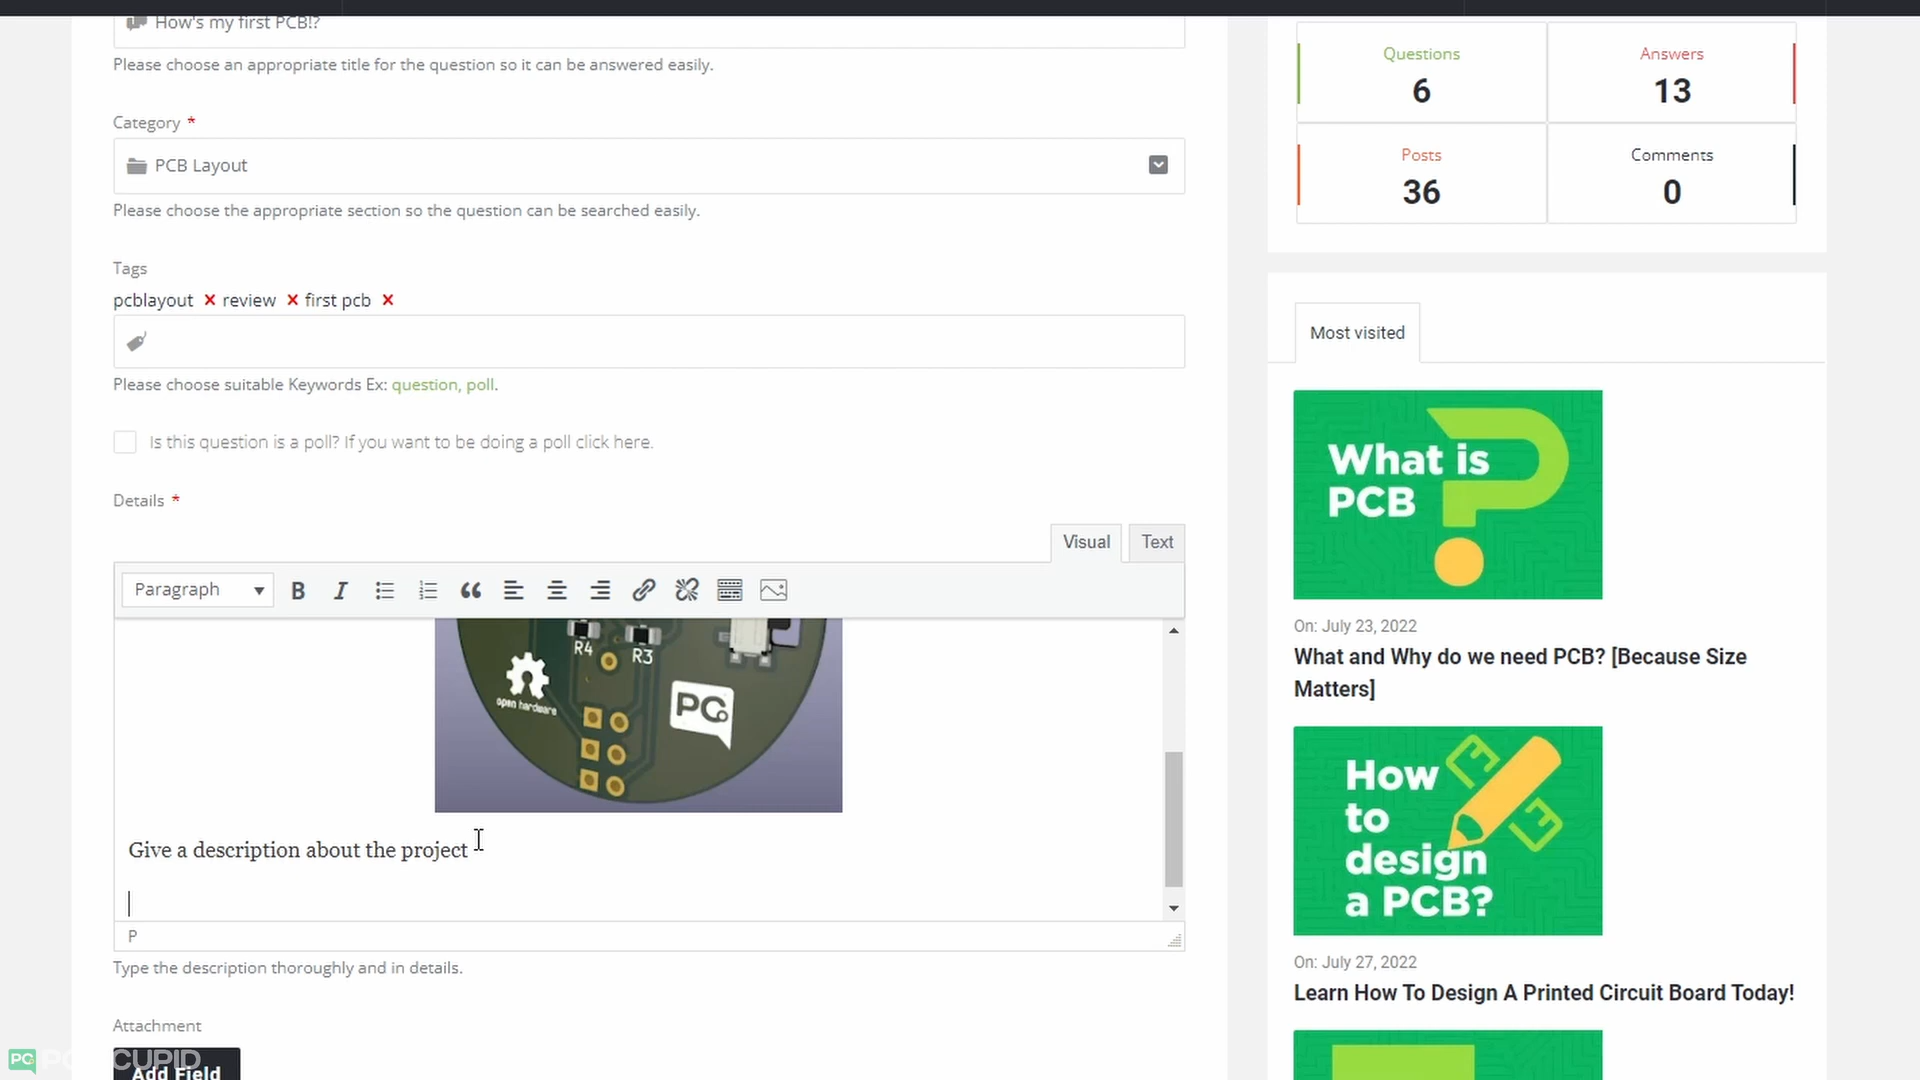 How's my first PCB!?
Please choose an appropriate title for the question so it can be answered easily.
Category *
PCB Layout
Please choose the appropriate section so the question can be searched easily.
Tags
pcblayout x review x first pcb x
Please choose suitable Keywords Ex: question, poll.
Is this question is a poll? If you want to be doing a poll click here.
Details *
Visual
Text
Paragraph
B
I
R4
R3
open hardware
PC
Give a description about the project
P
Type the description thoroughly and in details.
Attachment
Add Field
PCBCUPID
Questions
6
Answers
13
Posts
36
Comments
0
Most visited
What is
PCB
On: July 23, 2022
What and Why do we need PCB? [Because Size
Matters]
How
to
design
a PCB?
On: July 27, 2022
Learn How To Design A Printed Circuit Board Today!